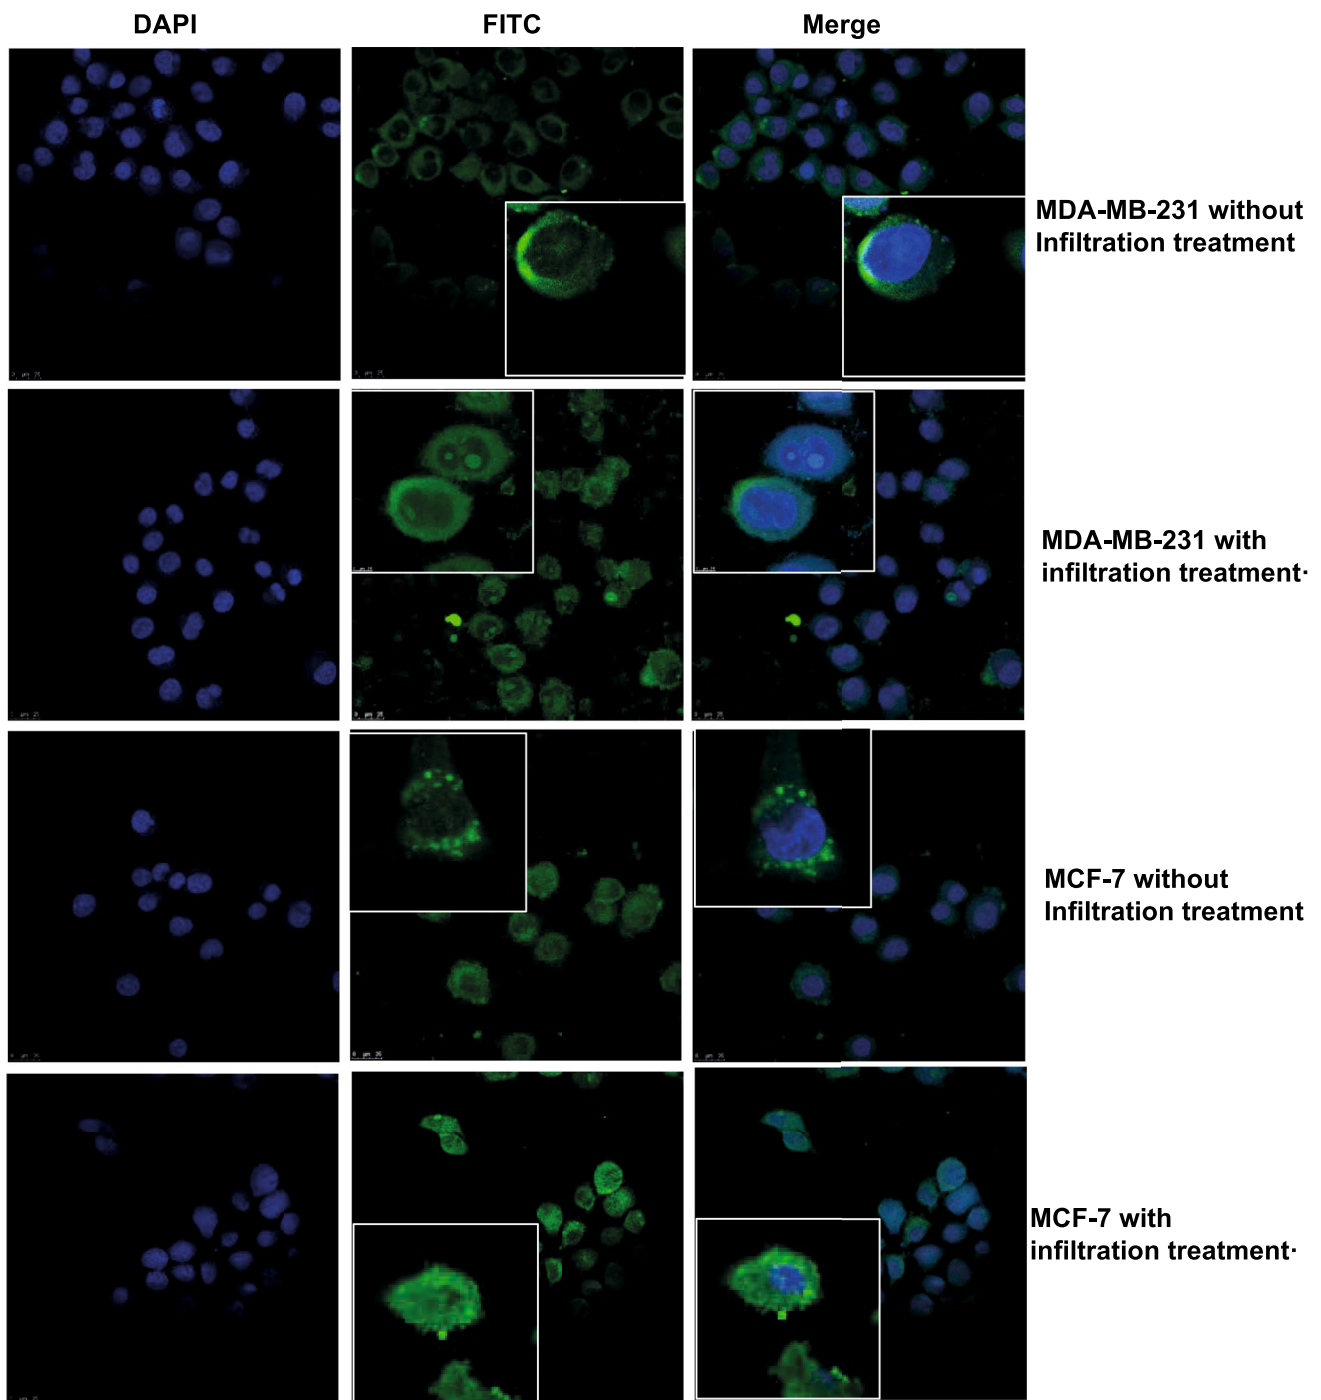 DAPI
FITC
Merge
MDA-MB-231 without
Infiltration treatment
MDA-MB-231 with
infiltration treatment·
MCF-7 without
Infiltration treatment
MCF-7 with
infiltration treatment·